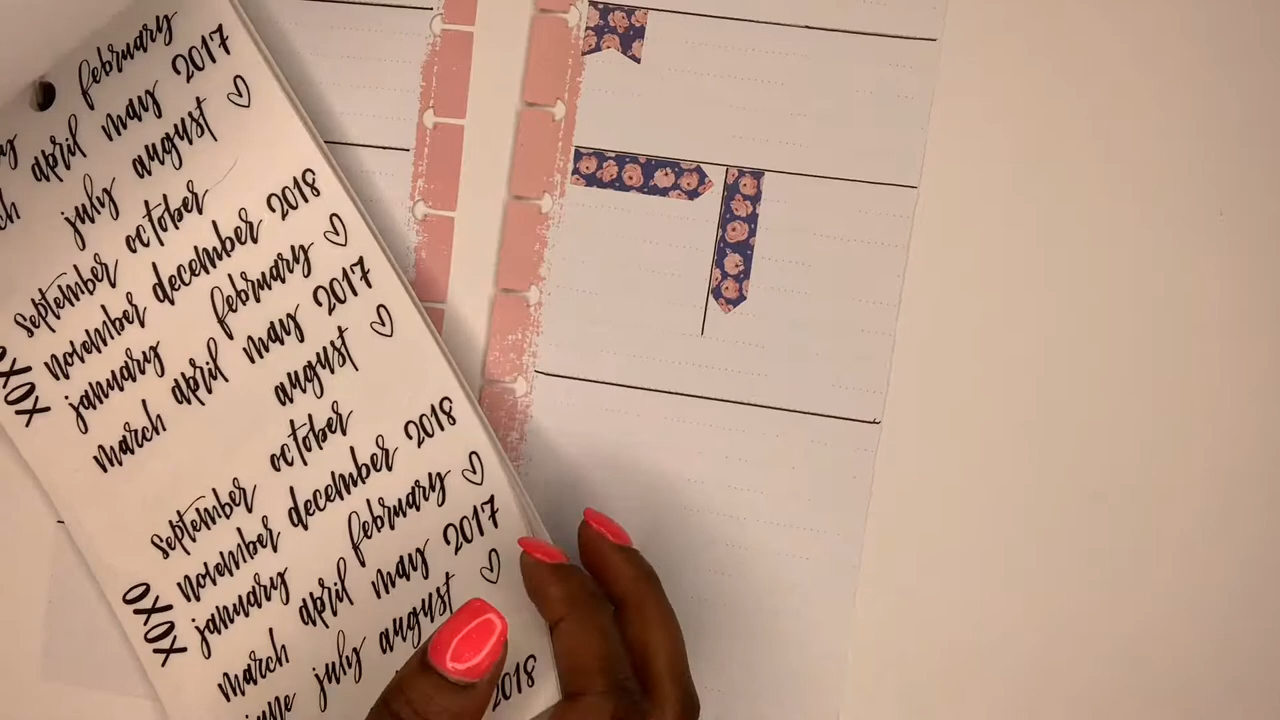 february
april may 2017
july august
september october
november december 2018
january february
march april may 2017
august
october
september
november december 2018
january february
april may 2017
march
june july august
2018
XOXO
XOXO